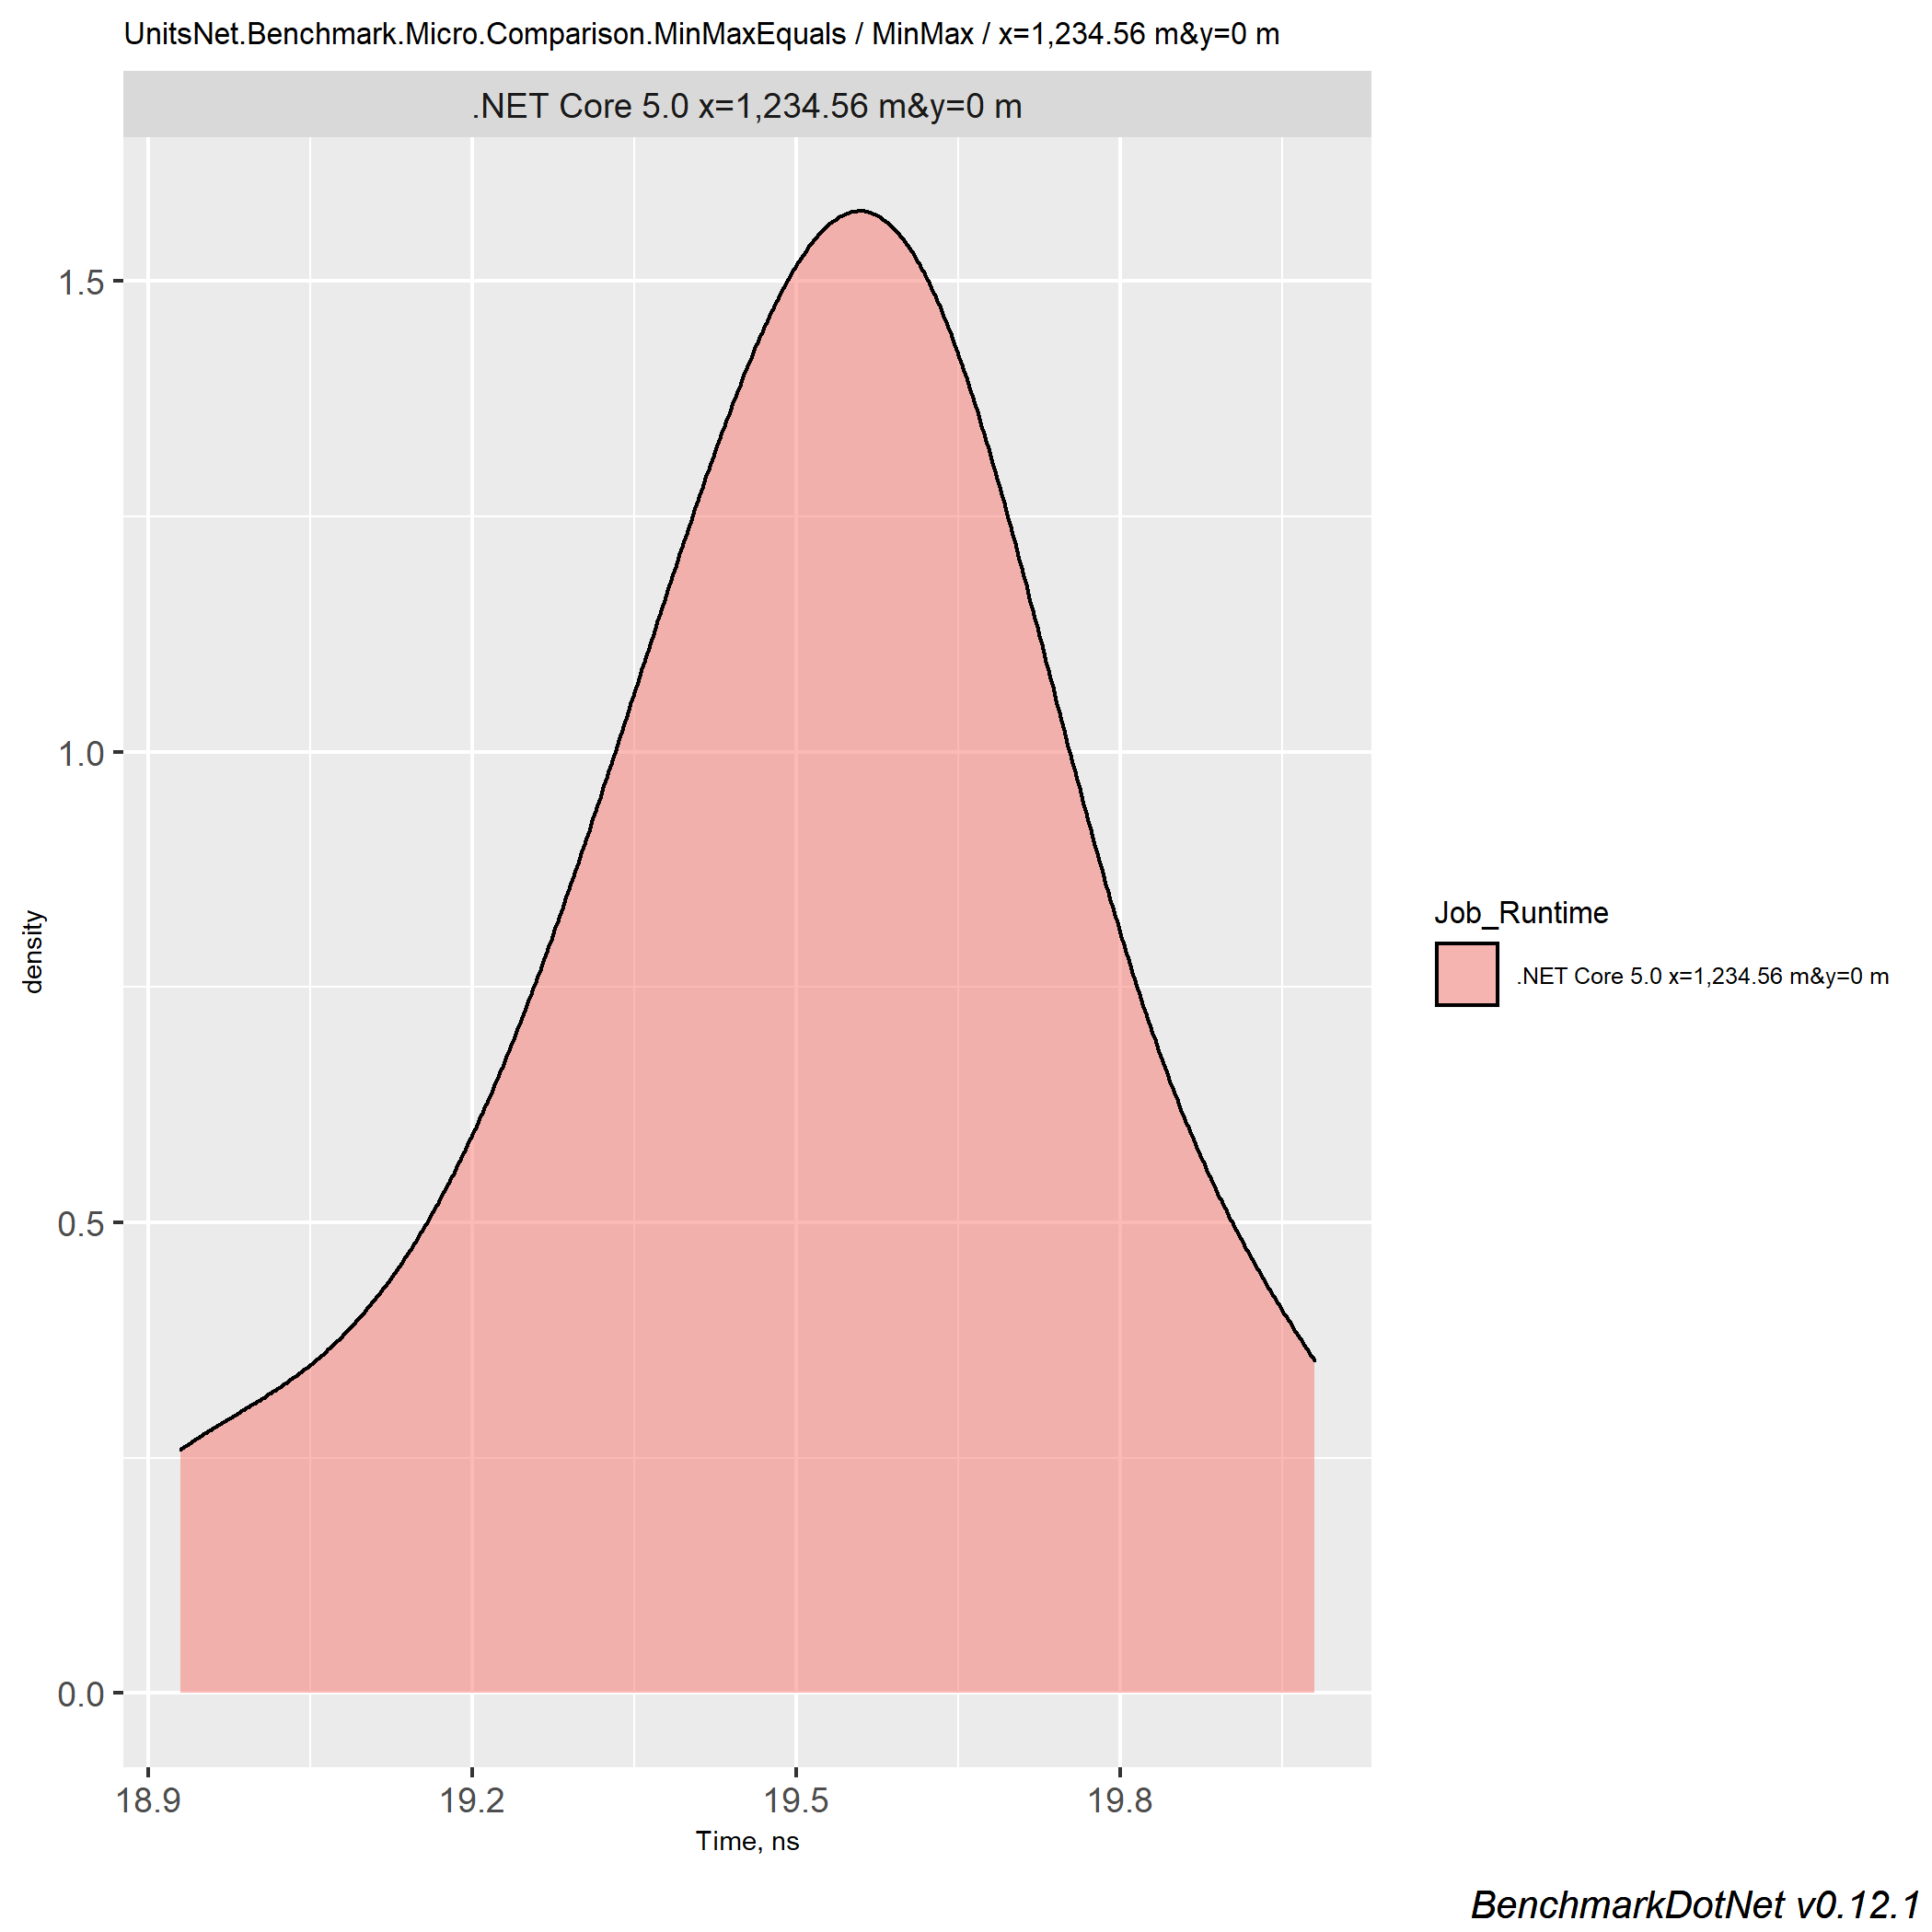 UnitsNet.Benchmark.Micro.Comparison.MinMaxEquals / MinMax / x=1,234.56 m&y=0 m
.NET Core 5.0 x=1,234.56 m&y=0 m
1.5
1.0
0.5
0.0
density
18.9 19.2 19.5 19.8
Time, ns
Job_Runtime
.NET Core 5.0 x=1,234.56 m&y=0 m
BenchmarkDotNet v0.12.1